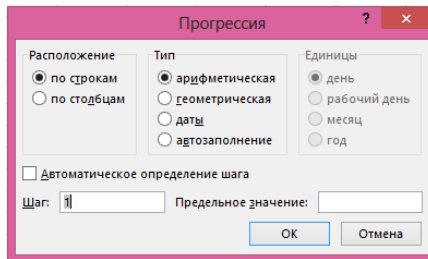 Прогрессия ? ×
Расположение Тип Единицы
по строкам арифметическая день
по столбцам геометрическая рабочий день
даты месяц
автозаполнение год
Автоматическое определение шага
Шаг: 1 Предельное значение:
ОК Отмена